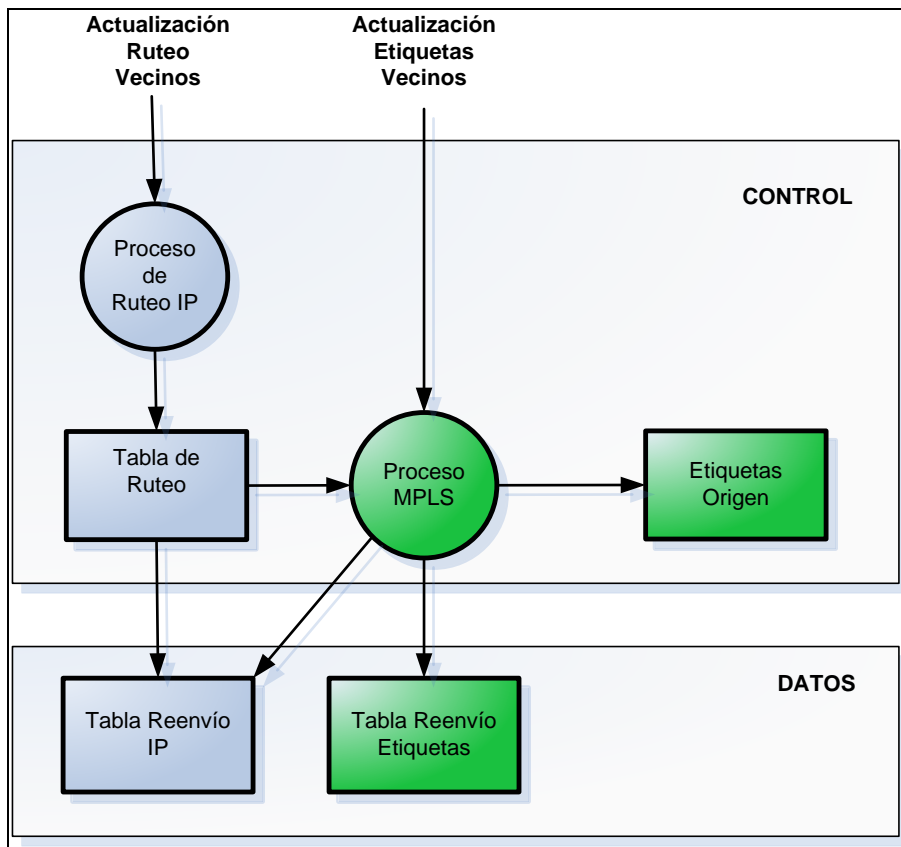 Actualización
Ruteo
Vecinos
Actualización
Etiquetas
Vecinos
CONTROL
Proceso
de
Ruteo IP
Tabla de
Ruteo
Proceso
MPLS
Etiquetas
Origen
DATOS
Tabla Reenvío
IP
Tabla Reenvío
Etiquetas